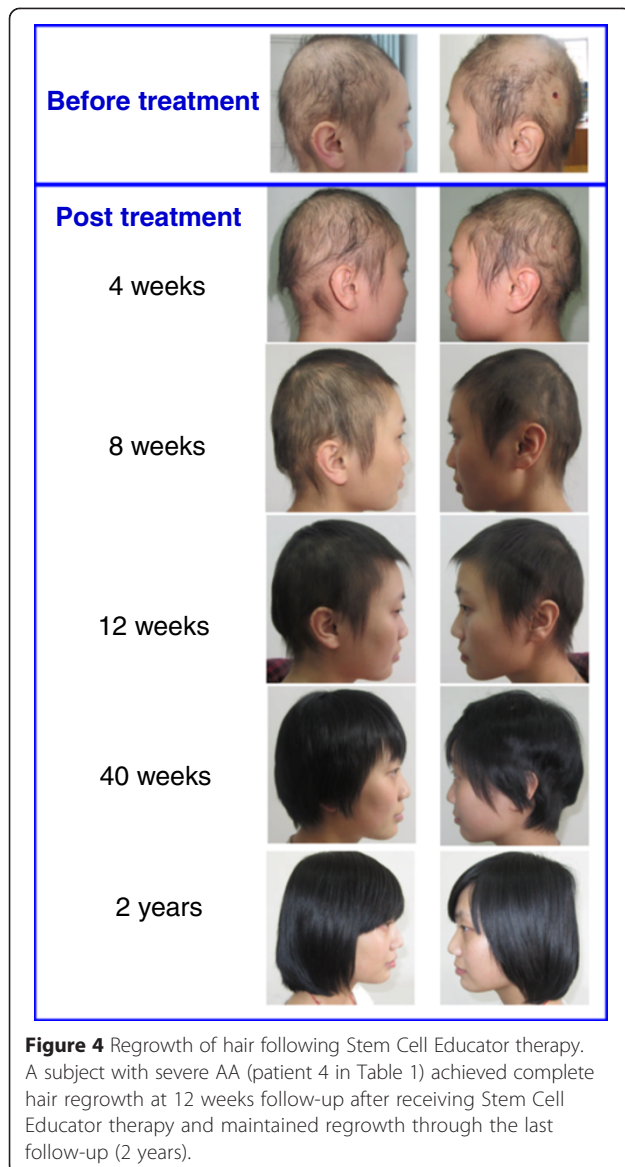 Before treatment
Post treatment
4 weeks
8 weeks
12 weeks
40 weeks
2 years
Figure 4 Regrowth of hair following Stem Cell Educator therapy.
A subject with severe AA (patient 4 in Table 1) achieved complete
hair regrowth at 12 weeks follow-up after receiving Stem Cell
Educator therapy and maintained regrowth through the last
follow-up (2 years).